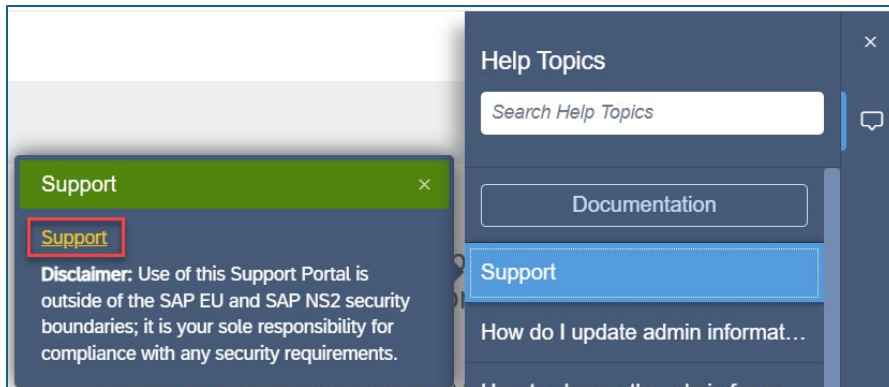 Help Topics
Search Help Topics
Documentation
Support
How do I update admin informat...
Support
Support
Disclaimer: Use of this Support Portal is
outside of the SAP EU and SAP NS2 security
boundaries; it is your sole responsibility for
compliance with any security requirements.